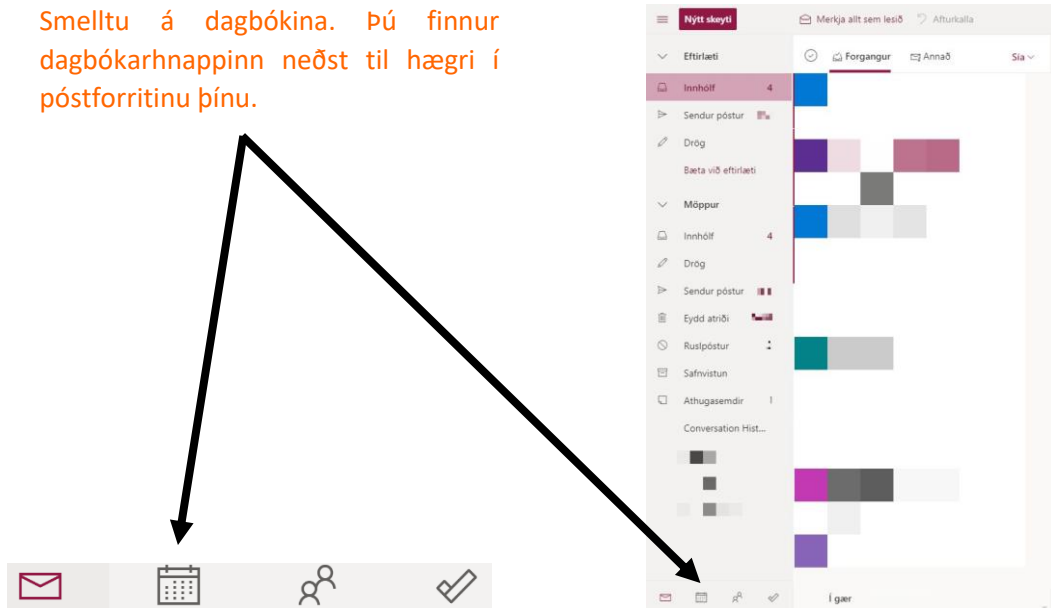 Smelltu á dagbókina. Þú finnur
dagbókarhnappinn neðst til hægri í
póstforritinu þínu.
Nýtt skeyti
Merkja allt sem lesið
Afturkalla
Eftirlæti
Forgangur
Annað
Sía
Innhólf 4
Sendur póstur
Drög
Bæta við eftirlæti
Möppur
Innhólf 4
Drög
Sendur póstur
Eydd atriði
Ruslpóstur
Safnvistun
Athugasemdir 1
Conversation Hist...
Í gær